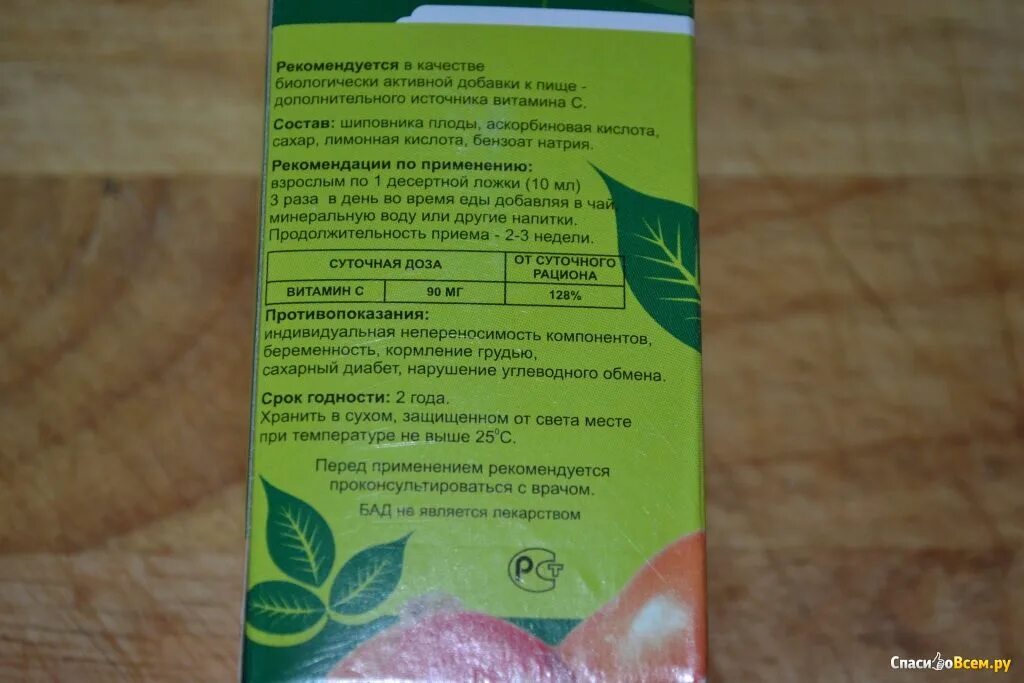 Рекомендуется в качестве
биологически активной добавки к пище -
дополнительного источника витамина С.
Состав: шиповника плоды, аскорбиновая кислота,
сахар, лимонная кислота, бензоат натрия.
Рекомендации по применению:
взрослым по 1 десертной ложки (10 мл)
3 раза в день во время еды добавляя в чай,
минеральную воду или другие напитки.
Продолжительность приема - 2-3 недели.
СУТОЧНАЯ ДОЗА ОТ СУТОЧНОГО
РАЦИОНА
ВИТАМИН С 90 МГ 128%
Противопоказания:
индивидуальная непереносимость компонентов,
беременность, кормление грудью,
сахарный диабет, нарушение углеводного обмена.
Срок годности: 2 года.
Хранить в сухом, защищенном от света месте
при температуре не выше 25°С.
Перед применением рекомендуется
проконсультироваться с врачом.
БАД не является лекарством
РСТ
СпасибоВсем.ру